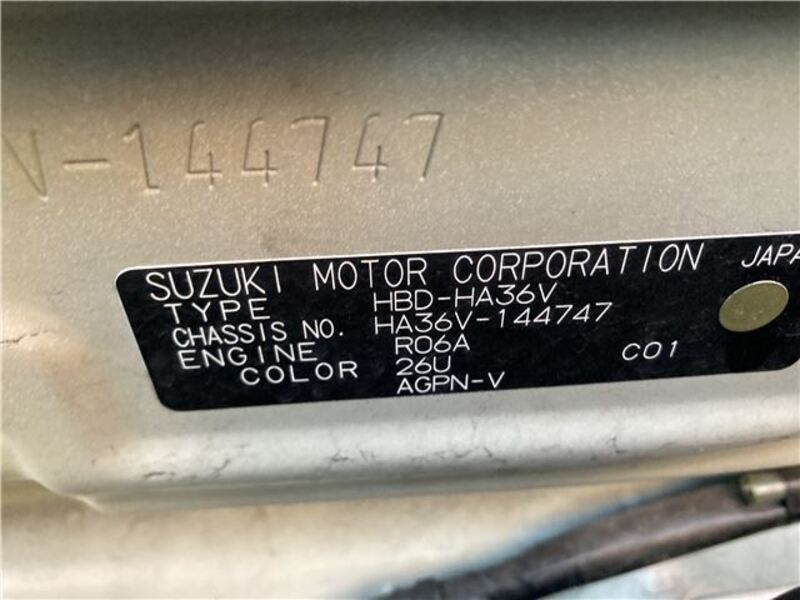 V-144747
SUZUKI MOTOR CORPORATION JAPA
TYPE HBD-HA36V
CHASSIS NO. HA36V-144747
ENGINE R06A
COLOR 26U C01
AGPN-V